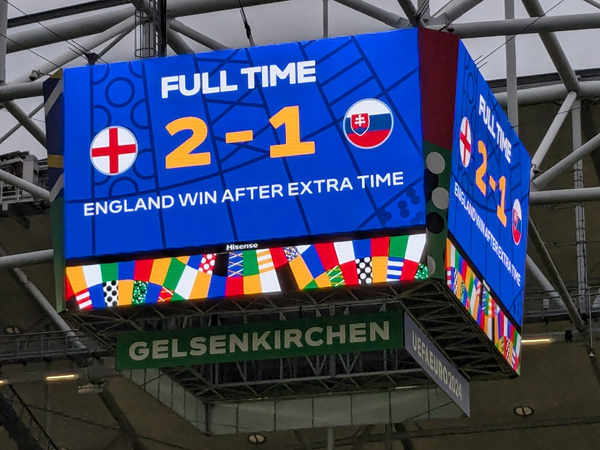 FULL TIME
2-1
ENGLAND WIN AFTER EXTRA TIME
Hisense
GELSENKIRCHEN
UEFA EURO 2024
FULL TIME
2-1
ENGLAND WIN AFTER EXTRA TIME